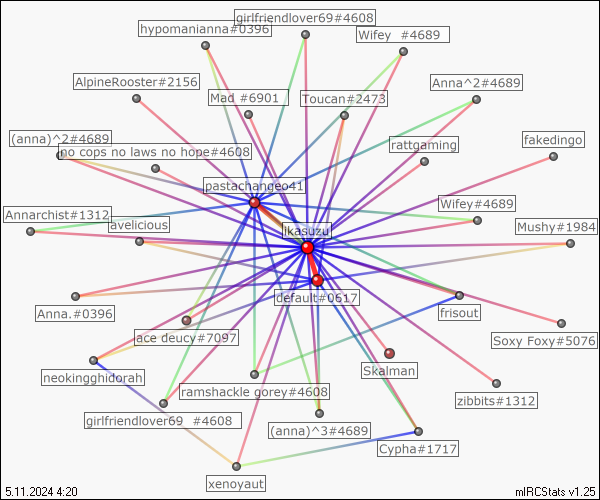 girlfriendlover69#4608
hypomanianna#0396
Wifey #4689
AlpineRooster#2156
Anna^2#4689
Mad #6901
Toucan#2473
(anna)^2#4689
no cops no laws no hope#4608
rattgaming
fakedingo
pastachangeo41
Annarchist#1312
avelicious
Wifey#4689
Mushy#1984
ikasuzu
default#0617
Anna.#0396
frisout
ace deucy#7097
Soxy Foxy#5076
neokingghidorah
Skalman
ramshackle gorey#4608
zibbits#1312
girlfriendlover69 #4608
(anna)^3#4689
Cypha#1717
xenoyaut
5.11.2024 4:20
mIRCStats v1.25